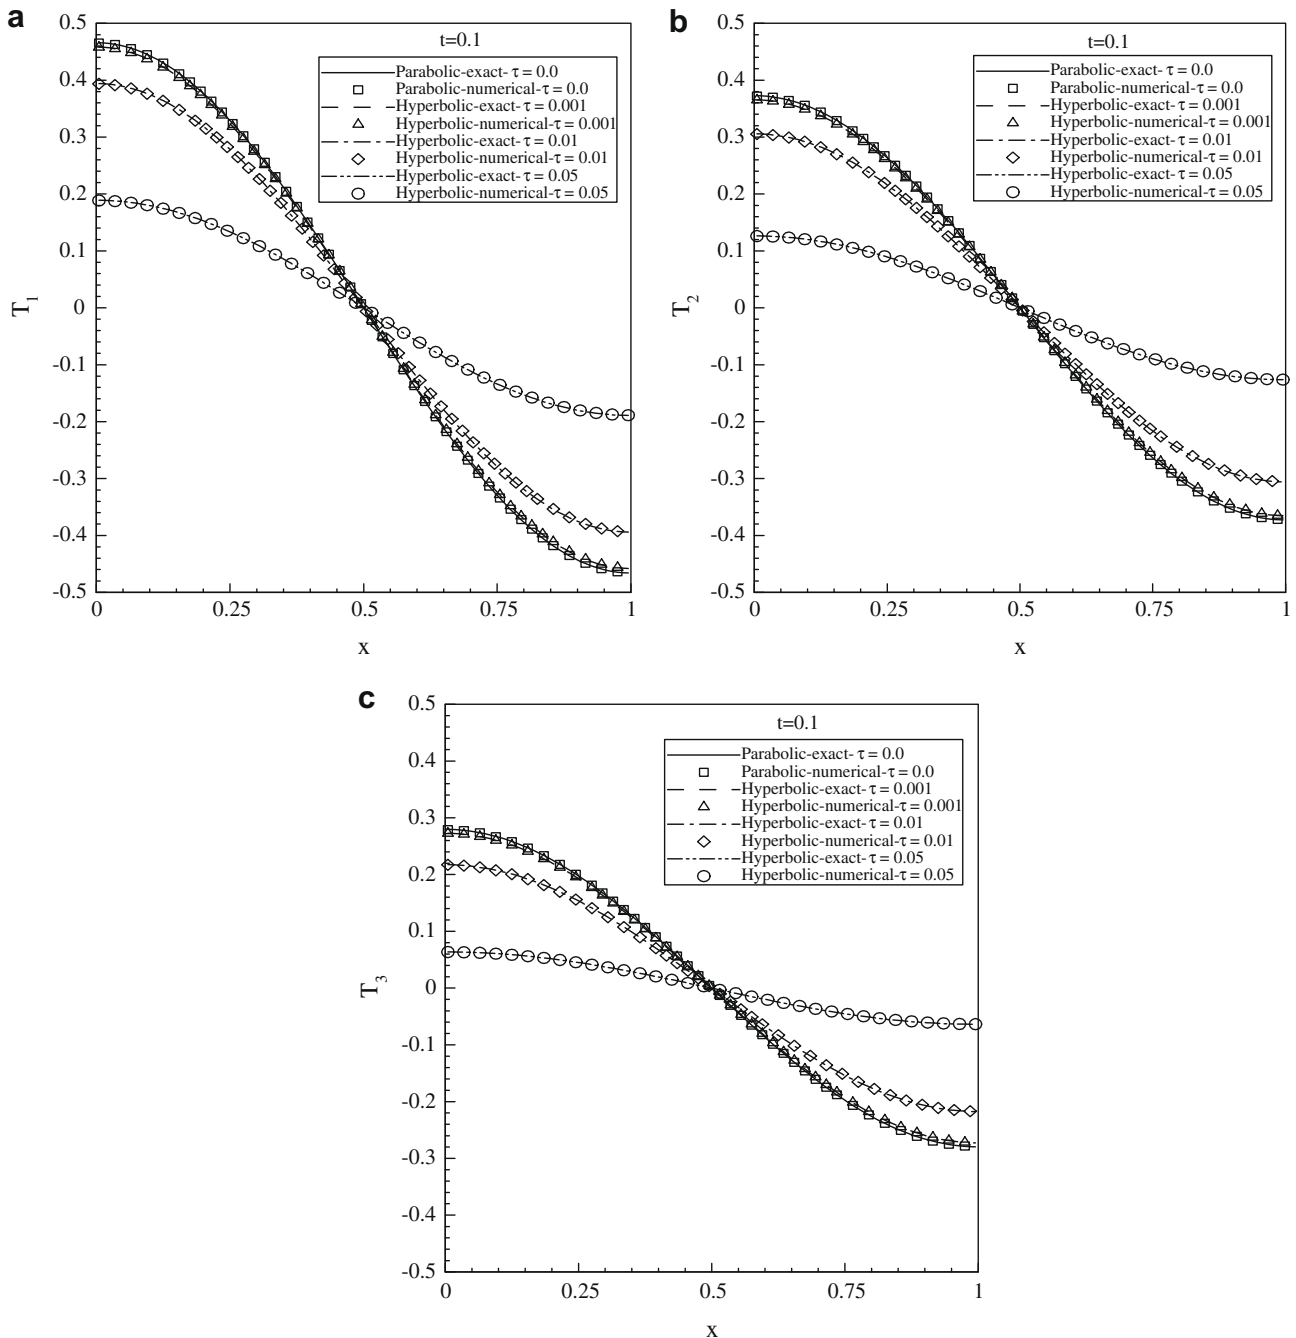 a
t=0.1
Parabolic-exact- τ = 0.0
Parabolic-numerical-τ = 0.0
Hyperbolic-exact-τ = 0.001
Hyperbolic-numerical-τ = 0.001
Hyperbolic-exact-τ = 0.01
Hyperbolic-numerical-τ = 0.01
Hyperbolic-exact-τ = 0.05
Hyperbolic-numerical-τ = 0.05
0.5
0.4
0.3
0.2
0.1
0
-0.1
-0.2
-0.3
-0.4
-0.5
T1
0 0.25 0.5 0.75 1
x
b
t=0.1
Parabolic-exact- τ = 0.0
Parabolic-numerical-τ = 0.0
Hyperbolic-exact-τ = 0.001
Hyperbolic-numerical-τ = 0.001
Hyperbolic-exact-τ = 0.01
Hyperbolic-numerical-τ = 0.01
Hyperbolic-exact-τ = 0.05
Hyperbolic-numerical-τ = 0.05
0.5
0.4
0.3
0.2
0.1
0
-0.1
-0.2
-0.3
-0.4
-0.5
T2
0 0.25 0.5 0.75 1
x
c
t=0.1
Parabolic-exact- τ = 0.0
Parabolic-numerical-τ = 0.0
Hyperbolic-exact-τ = 0.001
Hyperbolic-numerical-τ = 0.001
Hyperbolic-exact-τ = 0.01
Hyperbolic-numerical-τ = 0.01
Hyperbolic-exact-τ = 0.05
Hyperbolic-numerical-τ = 0.05
0.5
0.4
0.3
0.2
0.1
0
-0.1
-0.2
-0.3
-0.4
-0.5
T3
0 0.25 0.5 0.75 1
x